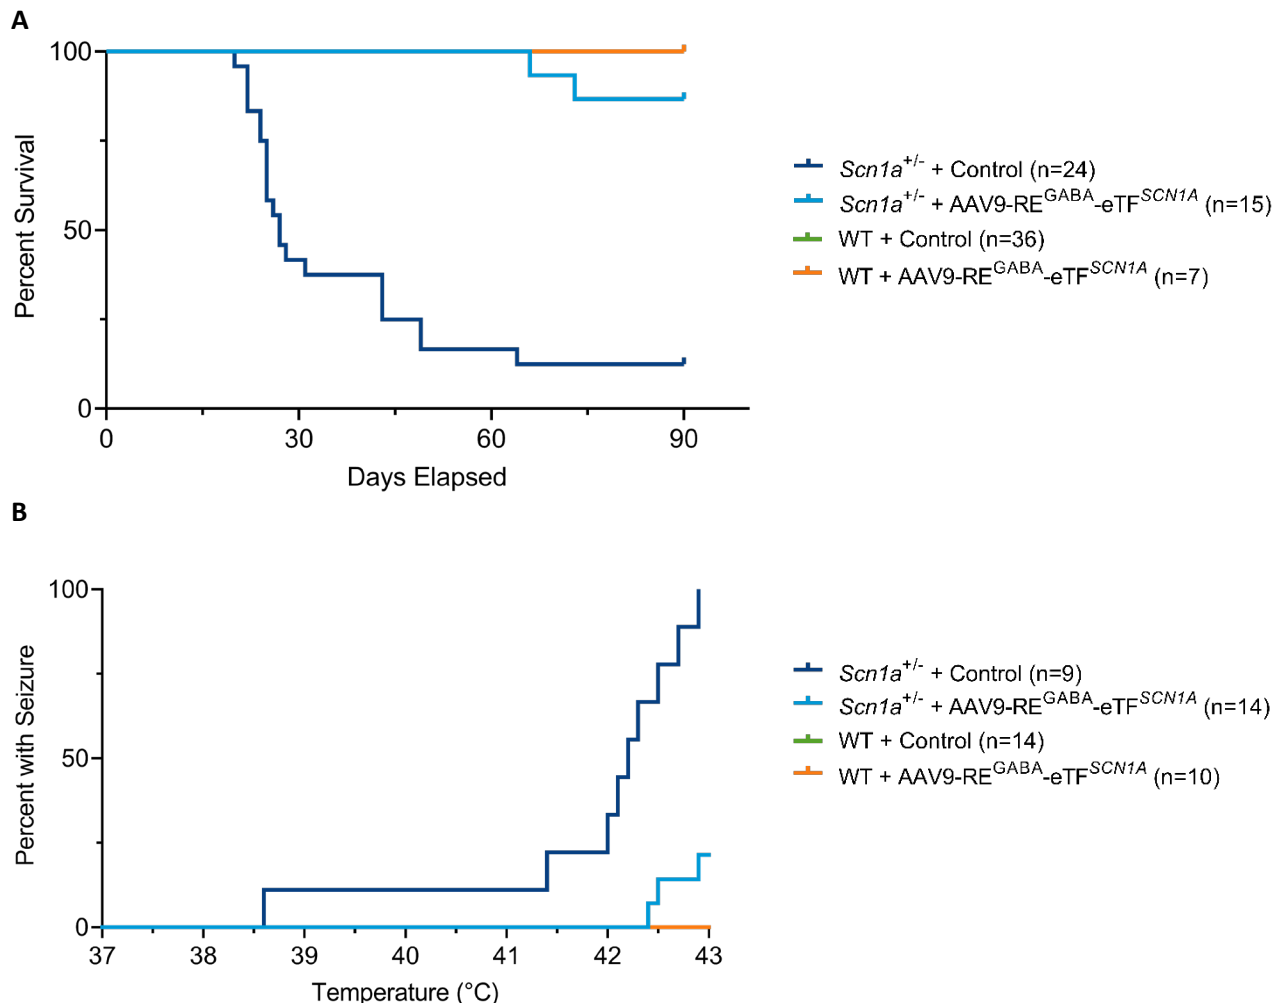 A
100
50
0
Percent Survival
0 30 60 90
Days Elapsed
Scn1a+/- + Control (n=24)
Scn1a+/- + AAV9-REGABA-eTFSCN1A (n=15)
WT + Control (n=36)
WT + AAV9-REGABA-eTFSCN1A (n=7)
B
100
50
0
Percent with Seizure
37 38 39 40 41 42 43
Temperature (°C)
Scn1a+/- + Control (n=9)
Scn1a+/- + AAV9-REGABA-eTFSCN1A (n=14)
WT + Control (n=14)
WT + AAV9-REGABA-eTFSCN1A (n=10)